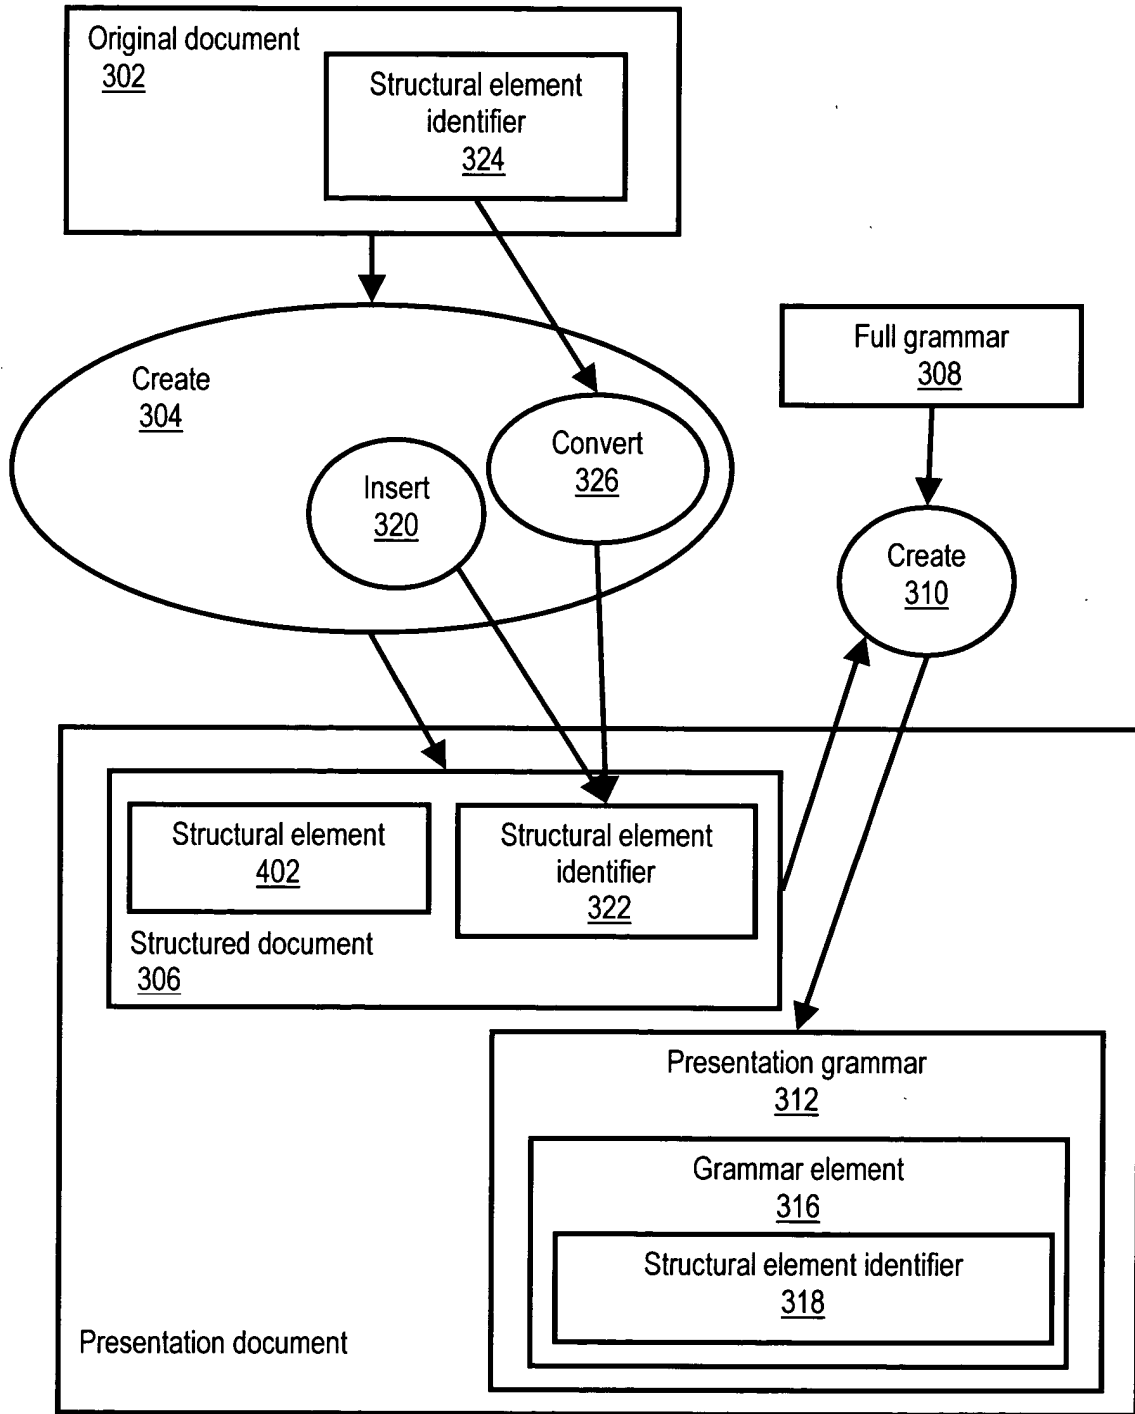 Original document
302
Structural element
identifier
324
Create
304
Insert
320
Convert
326
Full grammar
308
Create
310
Structural element
402
Structural element
identifier
322
Structured document
306
Presentation grammar
312
Grammar element
316
Structural element identifier
318
Presentation document